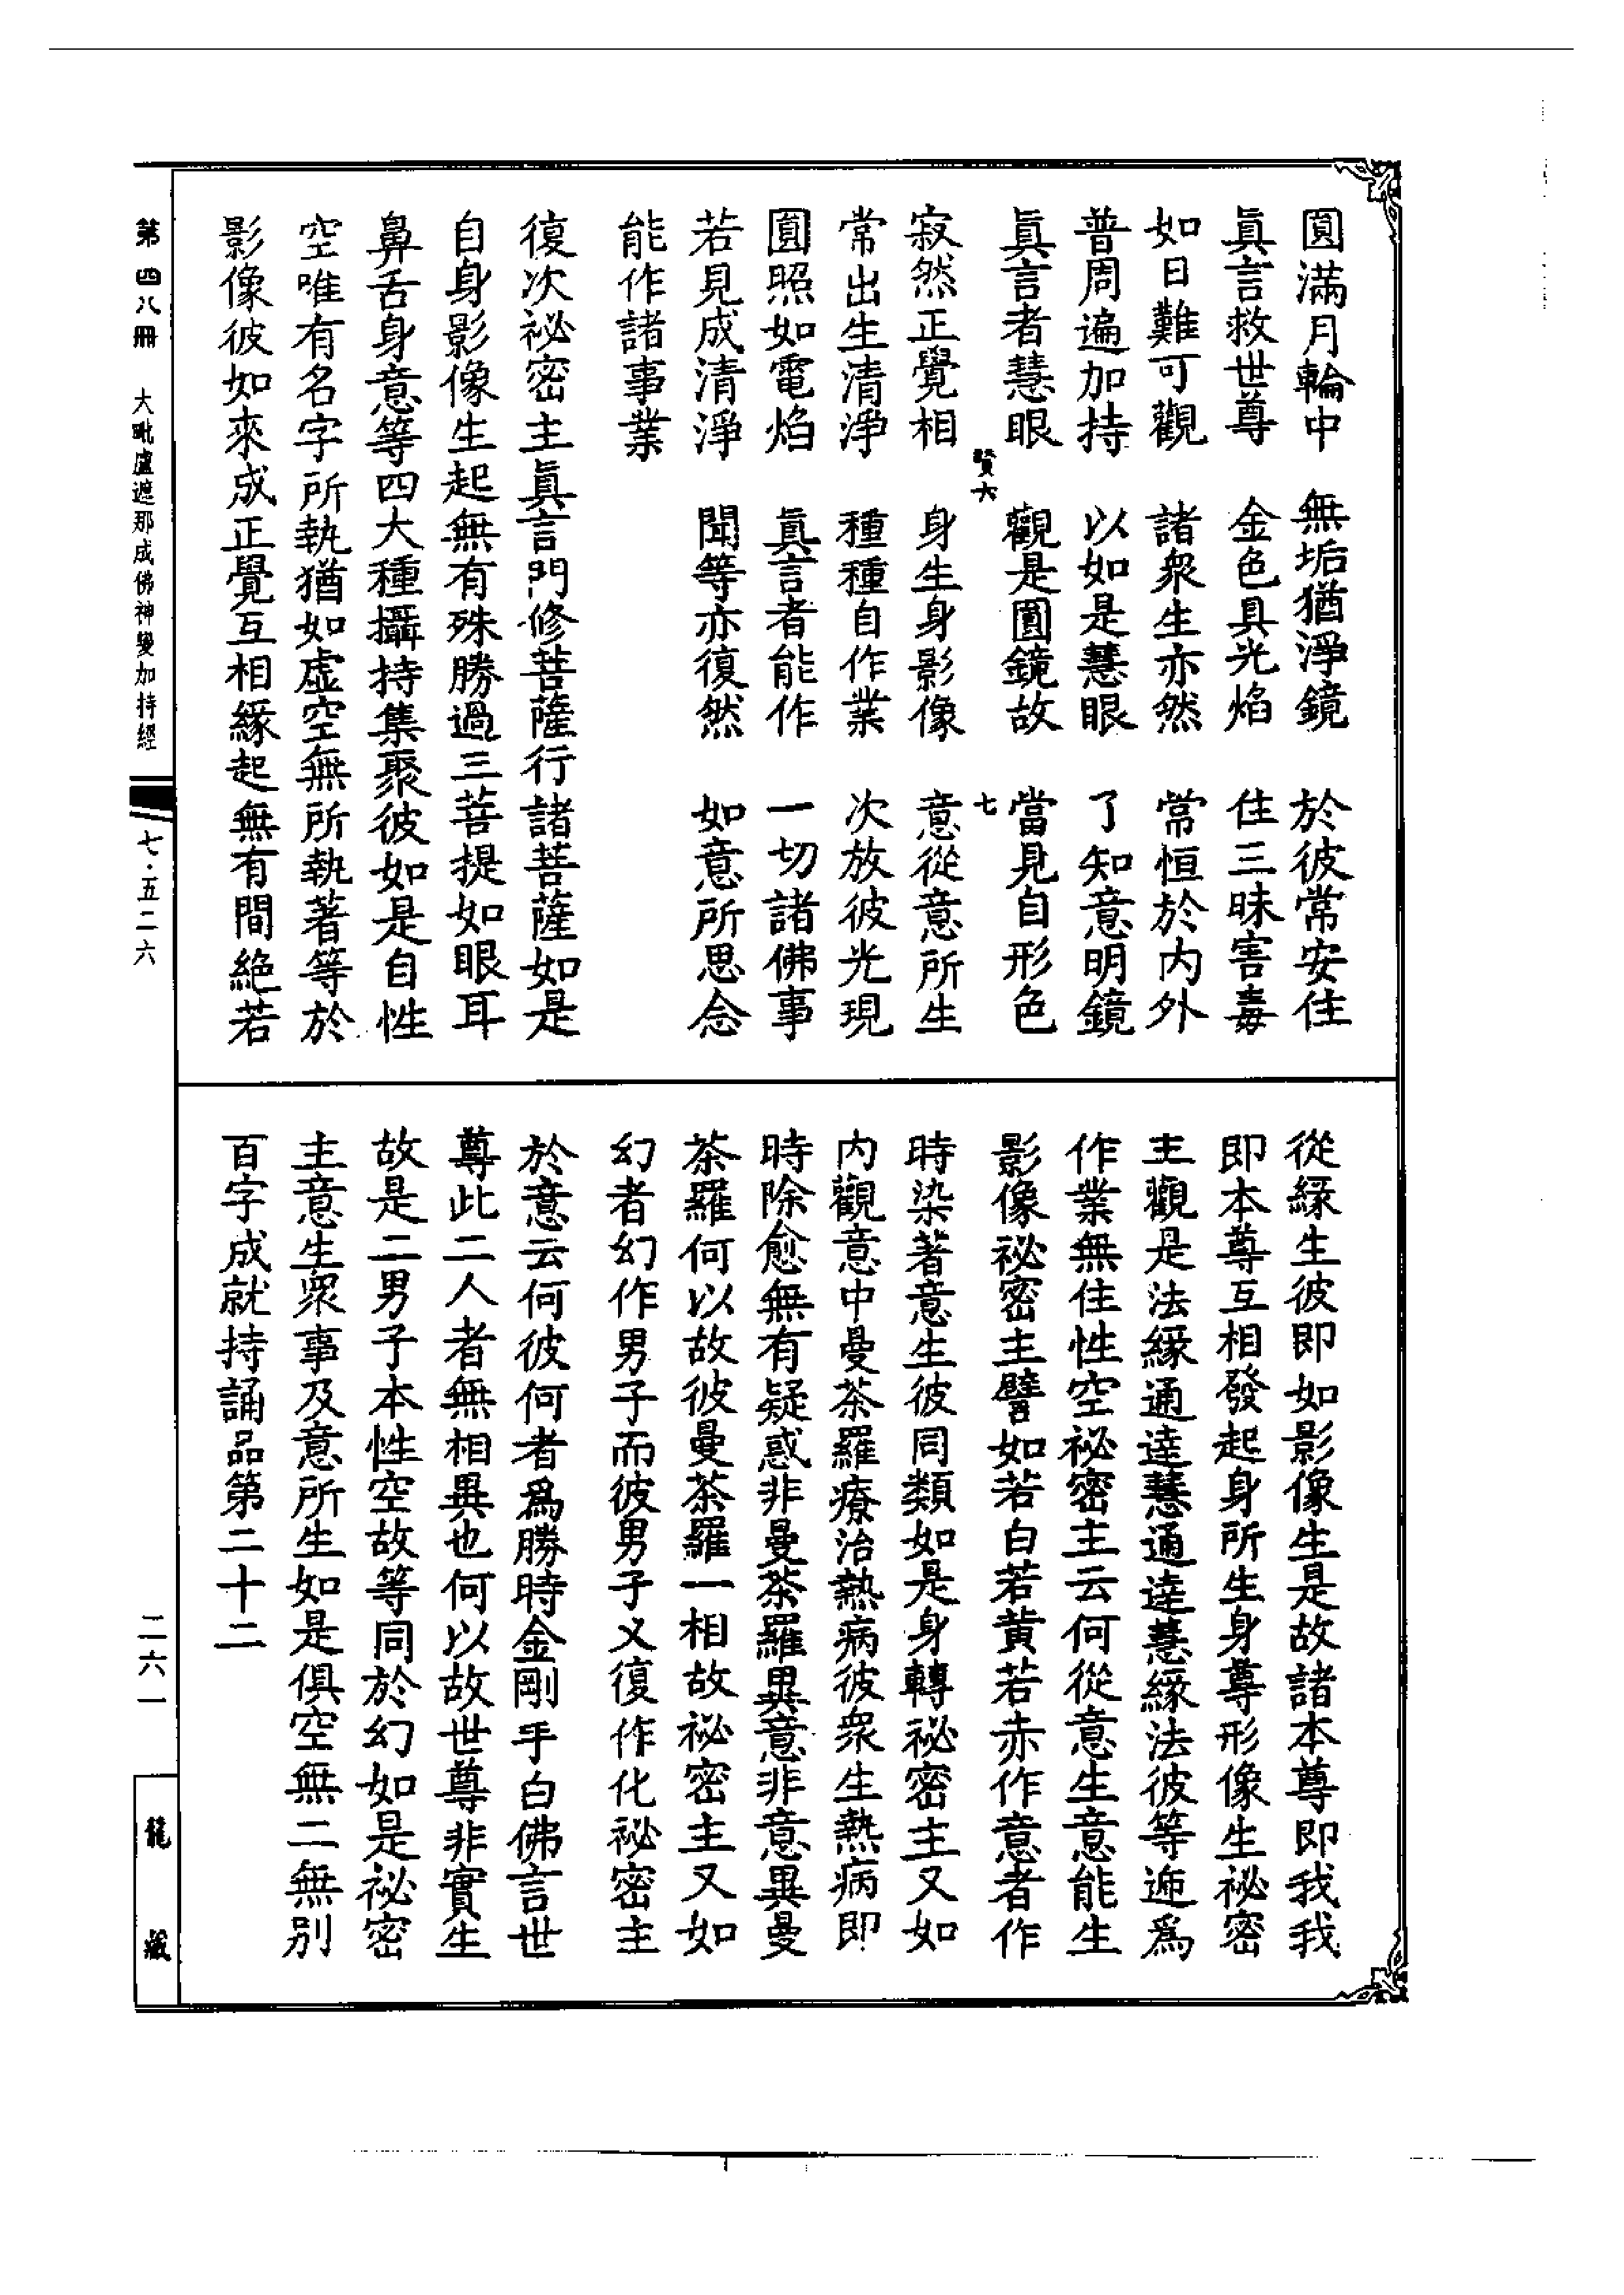 圓滿月輪中　無垢猶淨鏡　於彼常安住
眞言救世尊　金色具光焰　住三昧害毒
如日難可觀　諸衆生亦然　常恒於內外
普周遍加持　以如是慧眼　了知意明鏡
眞言者慧眼　觀是圓鏡故　當見自形色
賢六　七
寂然正覺相　身生身影像　意從意所生
常出生清淨　種種自作業　次放彼光現
圓照如電焰　眞言者能作　一切諸佛事
若見成清淨　聞等亦復然　如意所思念
能作諸事業
復次祕密主眞言門修菩薩行諸菩薩如是
自身影像生起無有殊勝過三菩提如眼耳
鼻舌身意等四大種攝持集聚彼如是自性
空唯有名字所執猶如虛空無所執著等於
影像彼如來成正覺互相緣起無有間絶若
從緣生彼即如影像生是故諸本尊即我我
即本尊互相發起身所生身尊形像生祕密
主觀是法緣通達慧通達慧緣法彼等遞爲
作業無住性空祕密主云何從意生意能生
影像祕密主譬如若白若黃若赤作意者作
時染著意生彼同類如是身轉祕密主又如
內觀意中曼茶羅療治熱病彼衆生熱病即
時除愈無有疑惑非曼茶羅異意非意異曼
茶羅何以故彼曼茶羅一相故祕密主又如
幻者幻作男子而彼男子又復作化祕密主
於意云何彼何者爲勝時金剛手白佛言世
尊此二人者無相異也何以故世尊非實生
故是二男子本性空故等同於幻如是祕密
主意生衆事及意所生如是俱空無二無別
百字成就持誦品第二十二
第四八冊　大毗盧遮那成佛神變加持經　七·五二六
二六一　龍藏